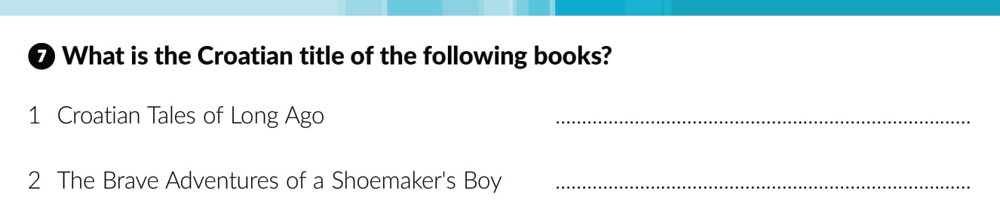 7 What is the Croatian title of the following books?
1 Croatian Tales of Long Ago ................................................................................
2 The Brave Adventures of a Shoemaker's Boy ................................................................................